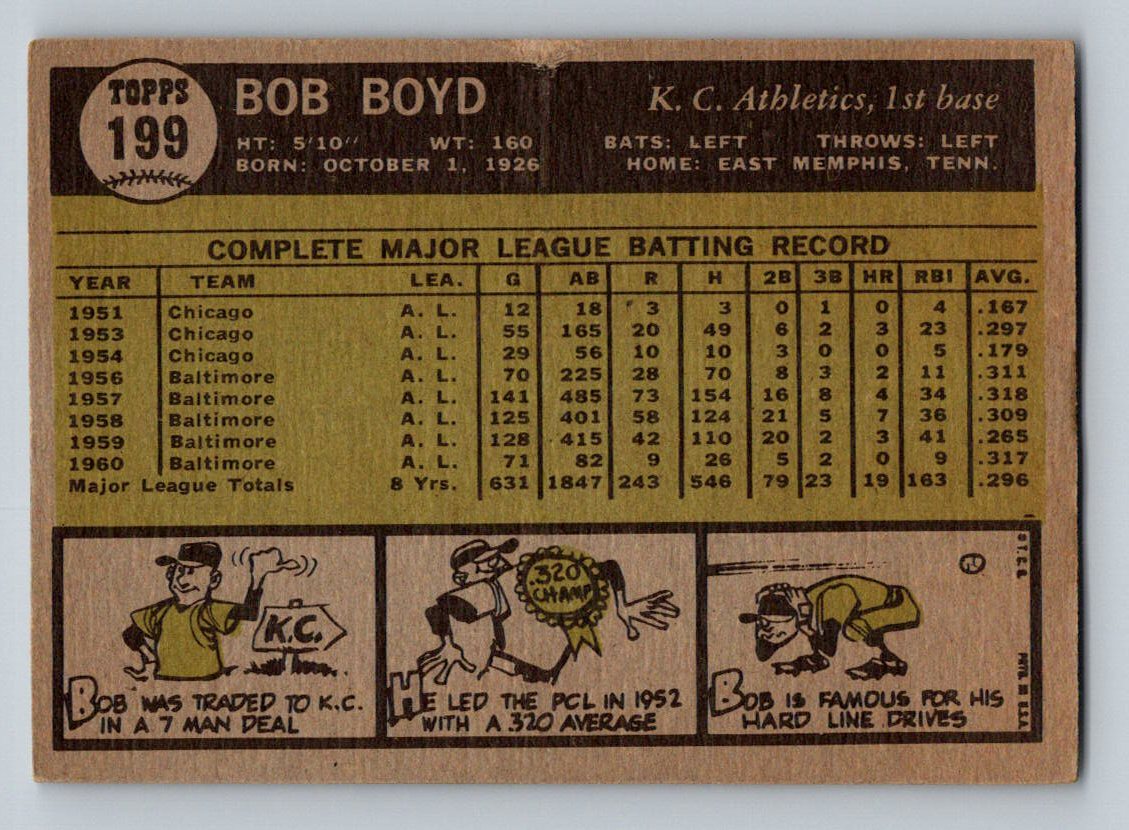 TOPPS
199
BOB BOYD
K. C. Athletics, 1st base
HT: 5'10" WT: 160 BATS: LEFT THROWS: LEFT
BORN: OCTOBER 1, 1926 HOME: EAST MEMPHIS, TENN.
COMPLETE MAJOR LEAGUE BATTING RECORD
YEAR TEAM LEA. G AB R H 2B 3B HR RBI AVG.
1951 Chicago A. L. 12 18 3 3 0 1 0 4 .167
1953 Chicago A. L. 55 165 20 49 6 2 3 23 .297
1954 Chicago A. L. 29 56 10 10 3 0 0 5 .179
1956 Baltimore A. L. 70 225 28 70 8 3 2 11 .311
1957 Baltimore A. L. 141 485 73 154 16 8 4 34 .318
1958 Baltimore A. L. 125 401 58 124 21 5 7 36 .309
1959 Baltimore A. L. 128 415 42 110 20 2 3 41 .265
1960 Baltimore A. L. 71 82 9 26 5 2 0 9 .317
Major League Totals 8 Yrs. 631 1847 243 546 79 23 19 163 .296
K.C.
BOB WAS TRADED TO K.C.
IN A 7 MAN DEAL
.320
CHAMP
HE LED THE PCL IN 1952
WITH A .320 AVERAGE
BOB IS FAMOUS FOR HIS
HARD LINE DRIVES